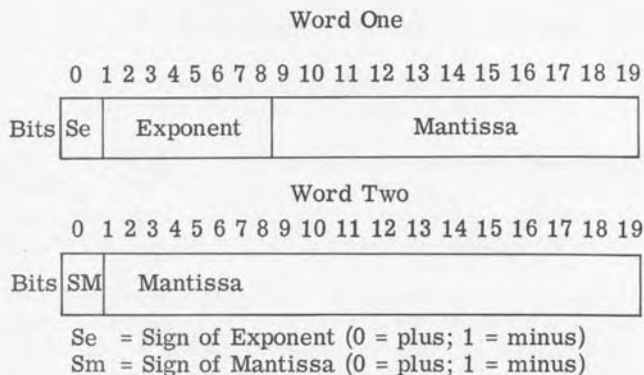 Word One
0 1 2 3 4 5 6 7 8 9 10 11 12 13 14 15 16 17 18 19
Bits Se Exponent Mantissa
Word Two
0 1 2 3 4 5 6 7 8 9 10 11 12 13 14 15 16 17 18 19
Bits SM Mantissa
Se = Sign of Exponent (0 = plus; 1 = minus)
Sm = Sign of Mantissa (0 = plus; 1 = minus)